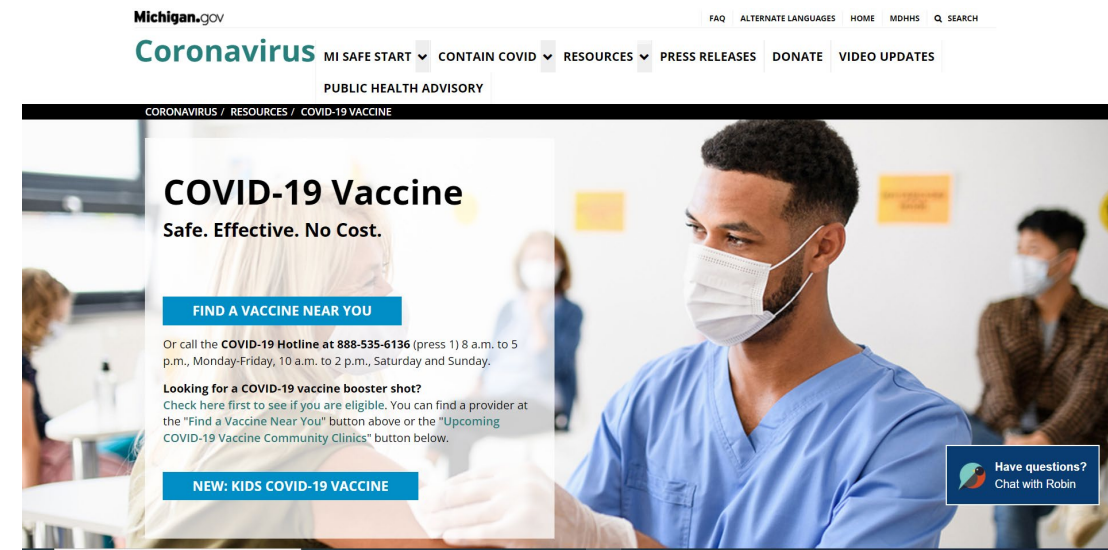 Michigan.gov
FAQ ALTERNATE LANGUAGES HOME MDHHS SEARCH
Coronavirus MI SAFE START CONTAIN COVID RESOURCES PRESS RELEASES DONATE VIDEO UPDATES
PUBLIC HEALTH ADVISORY
CORONAVIRUS / RESOURCES / COVID-19 VACCINE
COVID-19 Vaccine
Safe. Effective. No Cost.
FIND A VACCINE NEAR YOU
Or call the COVID-19 Hotline at 888-535-6136 (press 1) 8 a.m. to 5
p.m., Monday-Friday, 10 a.m. to 2 p.m., Saturday and Sunday.
Looking for a COVID-19 vaccine booster shot?
Check here first to see if you are eligible. You can find a provider at
the "Find a Vaccine Near You" button above or the "Upcoming
COVID-19 Vaccine Community Clinics" button below.
NEW: KIDS COVID-19 VACCINE
Have questions?
Chat with Robin